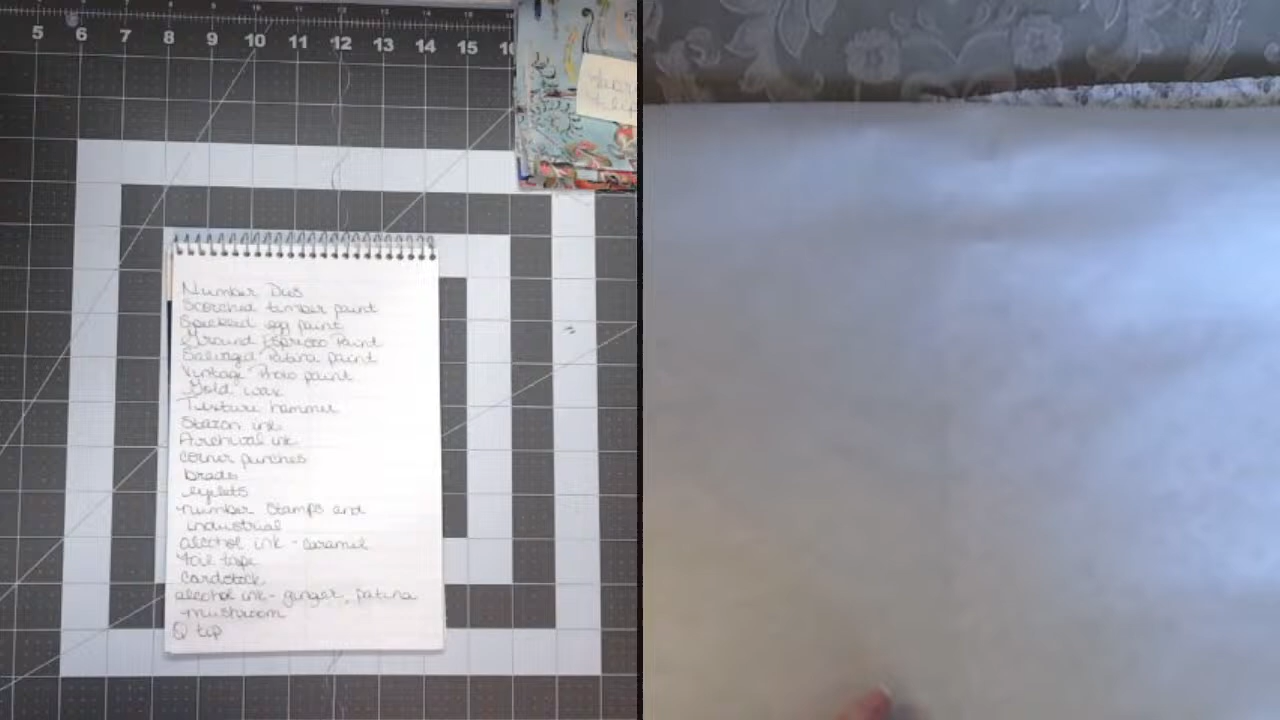 5 6 7 8 9 10 11 12 13 14 15
Number Dies
Scorched timber paint
Speckled egg paint
Ground Espresso Paint
Salvaged Patina paint
Vintage Photo paint
Gold wax
Texture hammer
Stazon ink
Archival ink
Corner punches
brads
eyelets
number stamps and
industrial
alcohol ink - caramel
Foil tape
Cardstock
alcohol ink - ginger, patina
-mushroom
Q tip